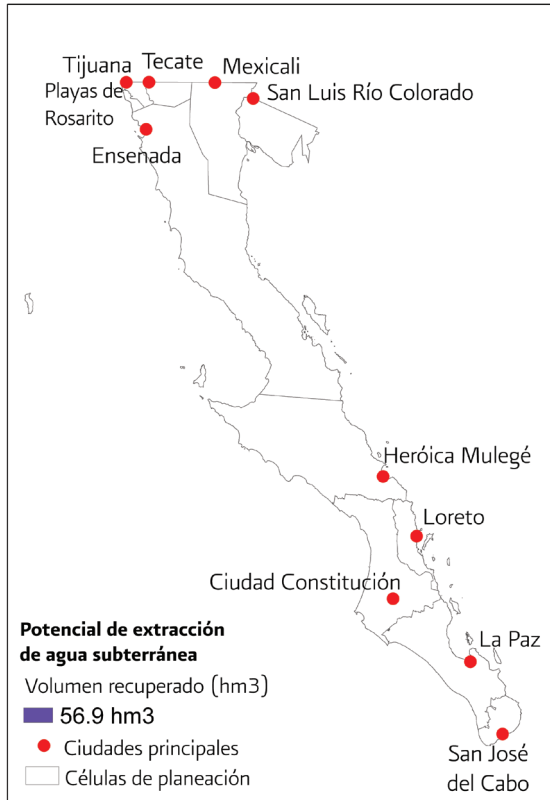 Tijuana
Tecate
Mexicali
Playas de
Rosarito
San Luis Río Colorado
Ensenada
Heróica Mulegé
Loreto
Ciudad Constitución
La Paz
San José
del Cabo
Potencial de extracción
de agua subterránea
Volumen recuperado (hm3)
56.9 hm3
Ciudades principales
Células de planeación